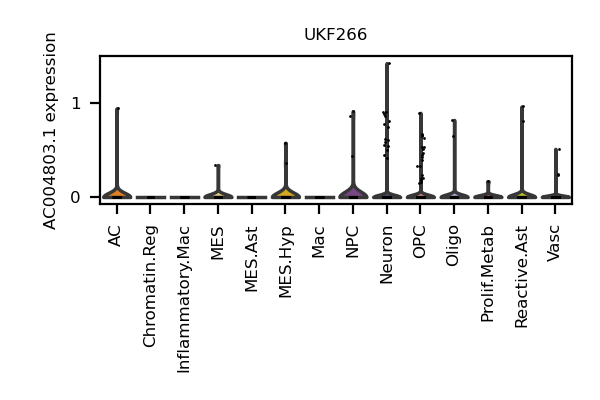 UKF266
AC004803.1 expression
1
0
AC
Chromatin.Reg
Inflammatory.Mac
MES
MES.Ast
MES.Hyp
Mac
NPC
Neuron
OPC
Oligo
Prolif.Metab
Reactive.Ast
Vasc